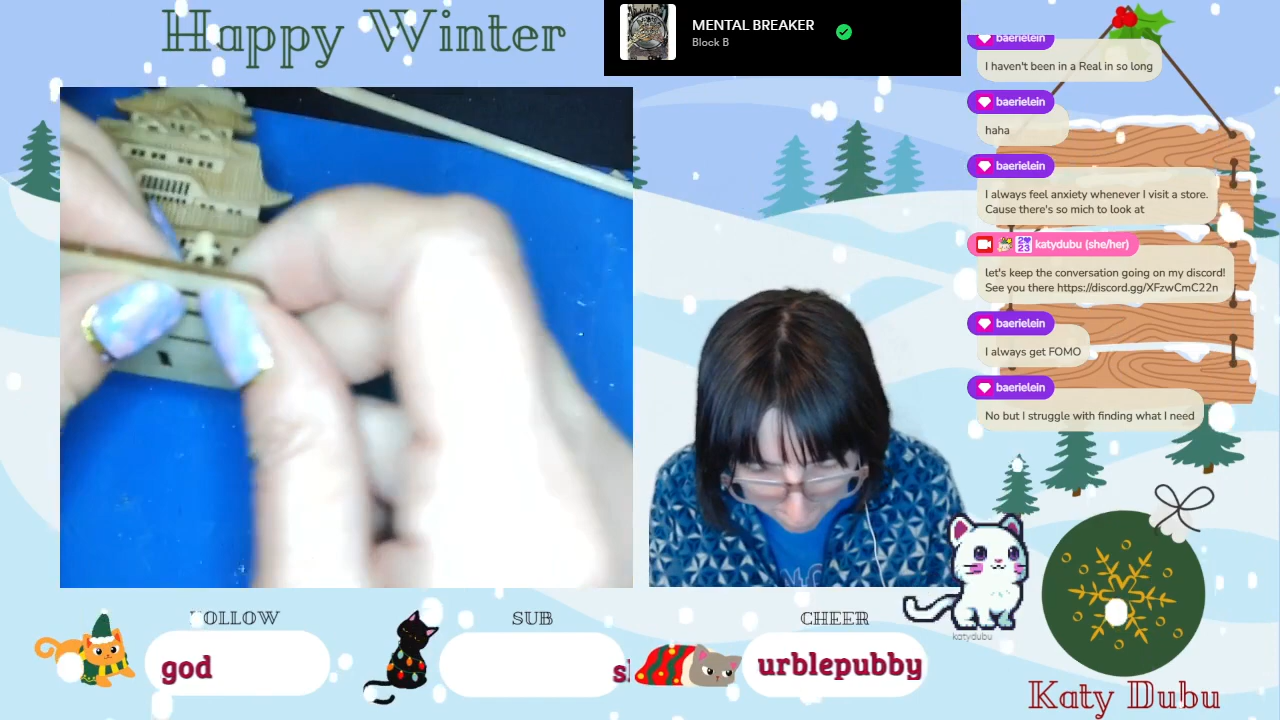 Happy Winter
MENTAL BREAKER
Block B
baerielein
I haven't been in a Real in so long
baerielein
haha
baerielein
I always feel anxiety whenever I visit a store.
Cause there's so mich to look at
katydubu (she/her)
let's keep the conversation going on my discord!
See you there https://discord.gg/XFzwCmC22n
baerielein
I always get FOMO
baerielein
No but I struggle with finding what I need
FOLLOW
god
SUB
CHEER
urblepubby
katydubu
Katy Dubu